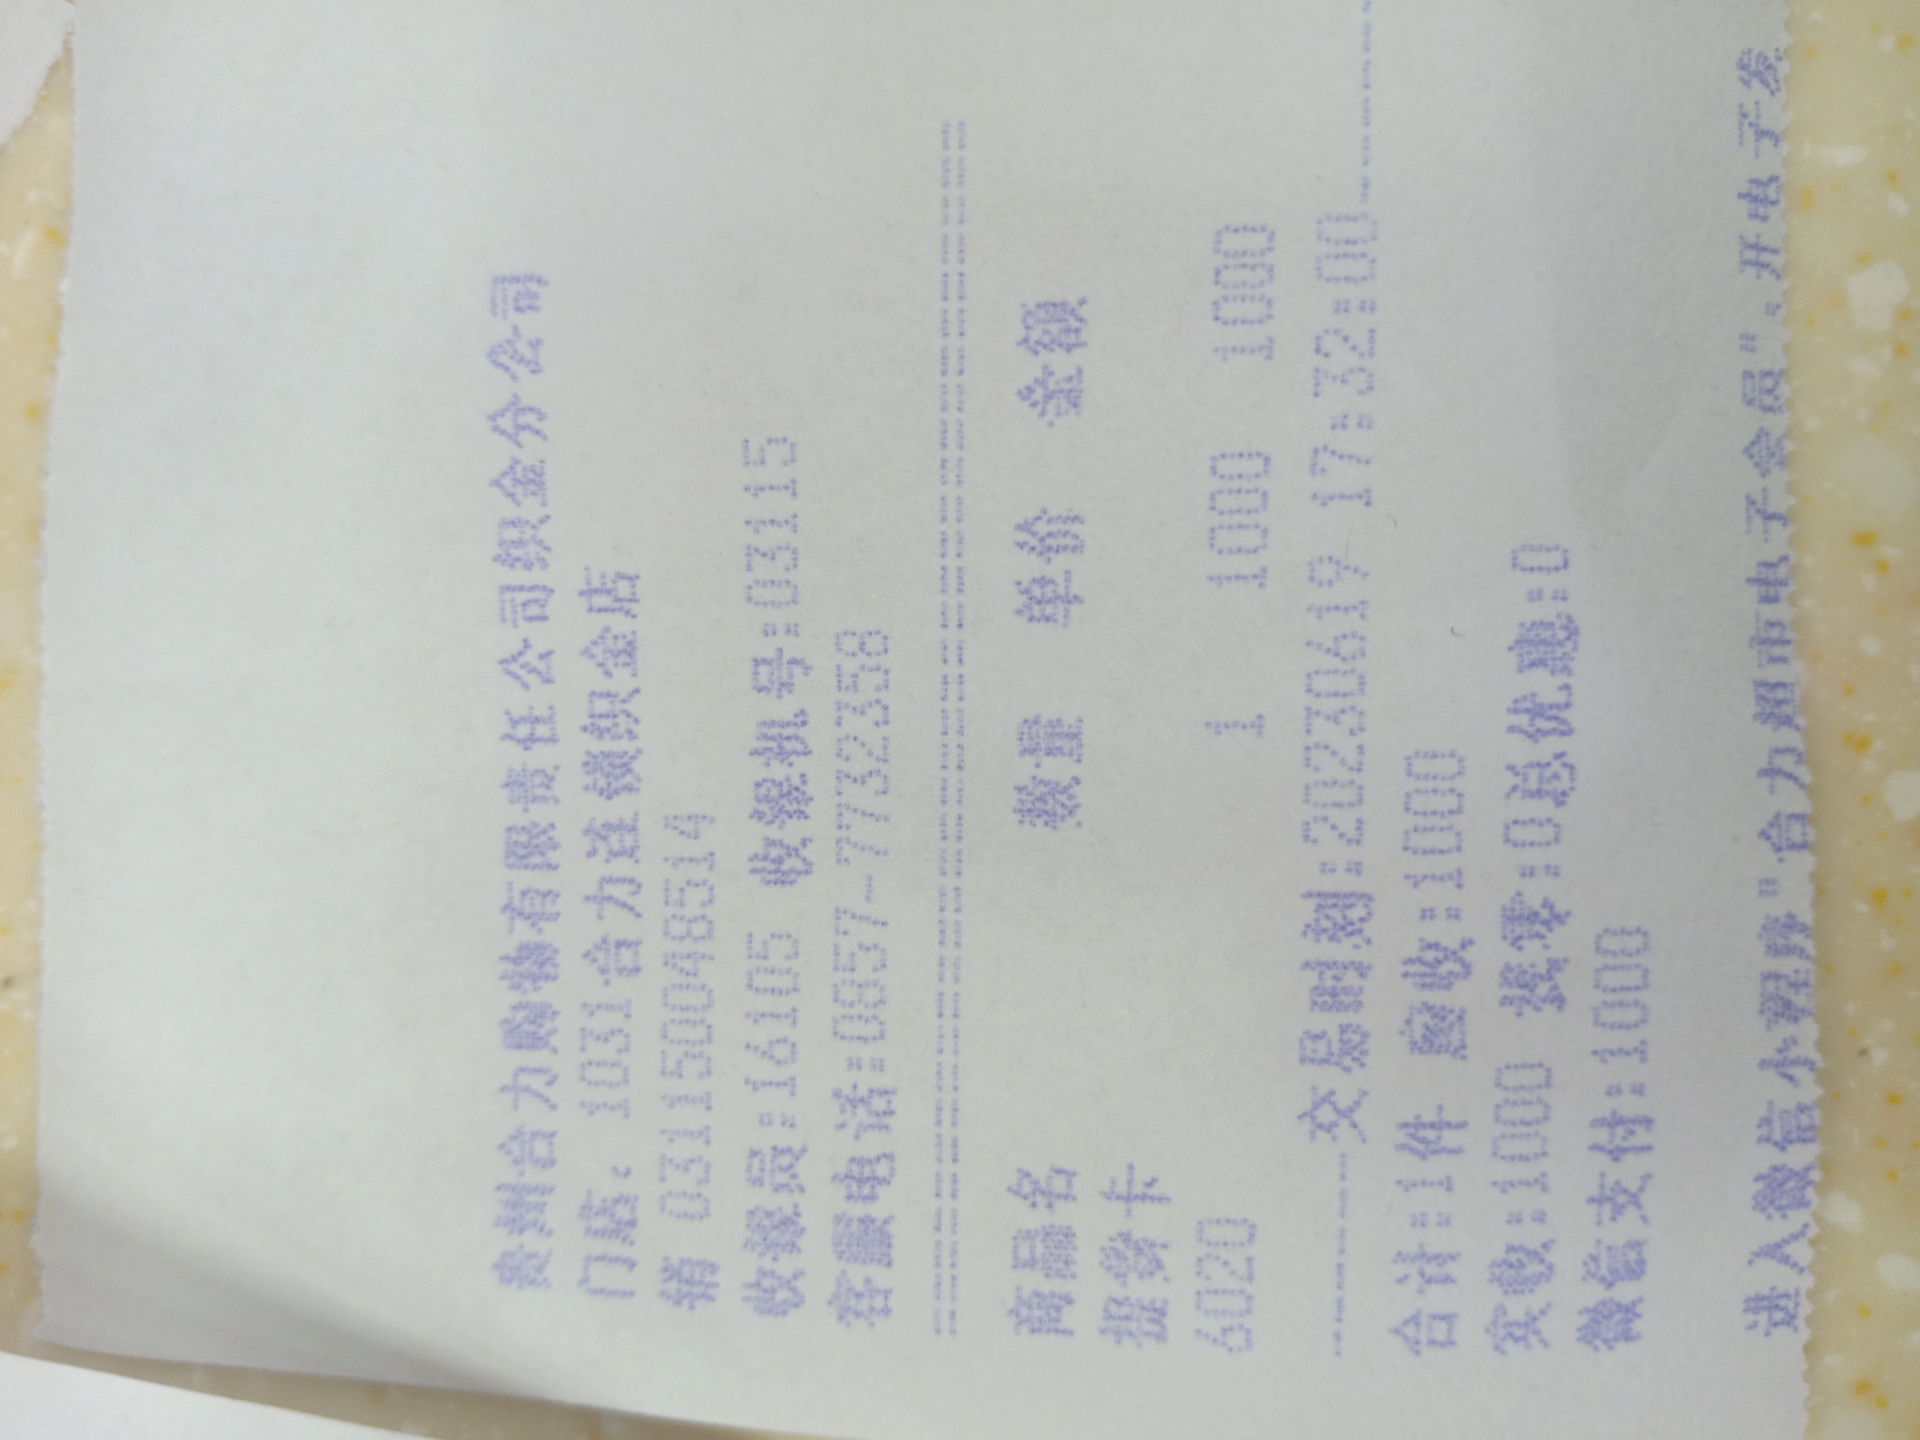 贵州合力购物有限责任公司织金分公司
门店: 1031合力连锁织金店
销 03115004 8514
收银员:16105 收银机号:03115
客服电话:0857-7732358
商品名 数量 单价 金额
提货卡
6020 1 1000 1000
交易时刻:20230619 17:32:00
合计:1件 应收:1000
实收:1000 找零:0总优惠:0
微信支付:1000
进入微信小程序"合力超市电子会员",开电子发